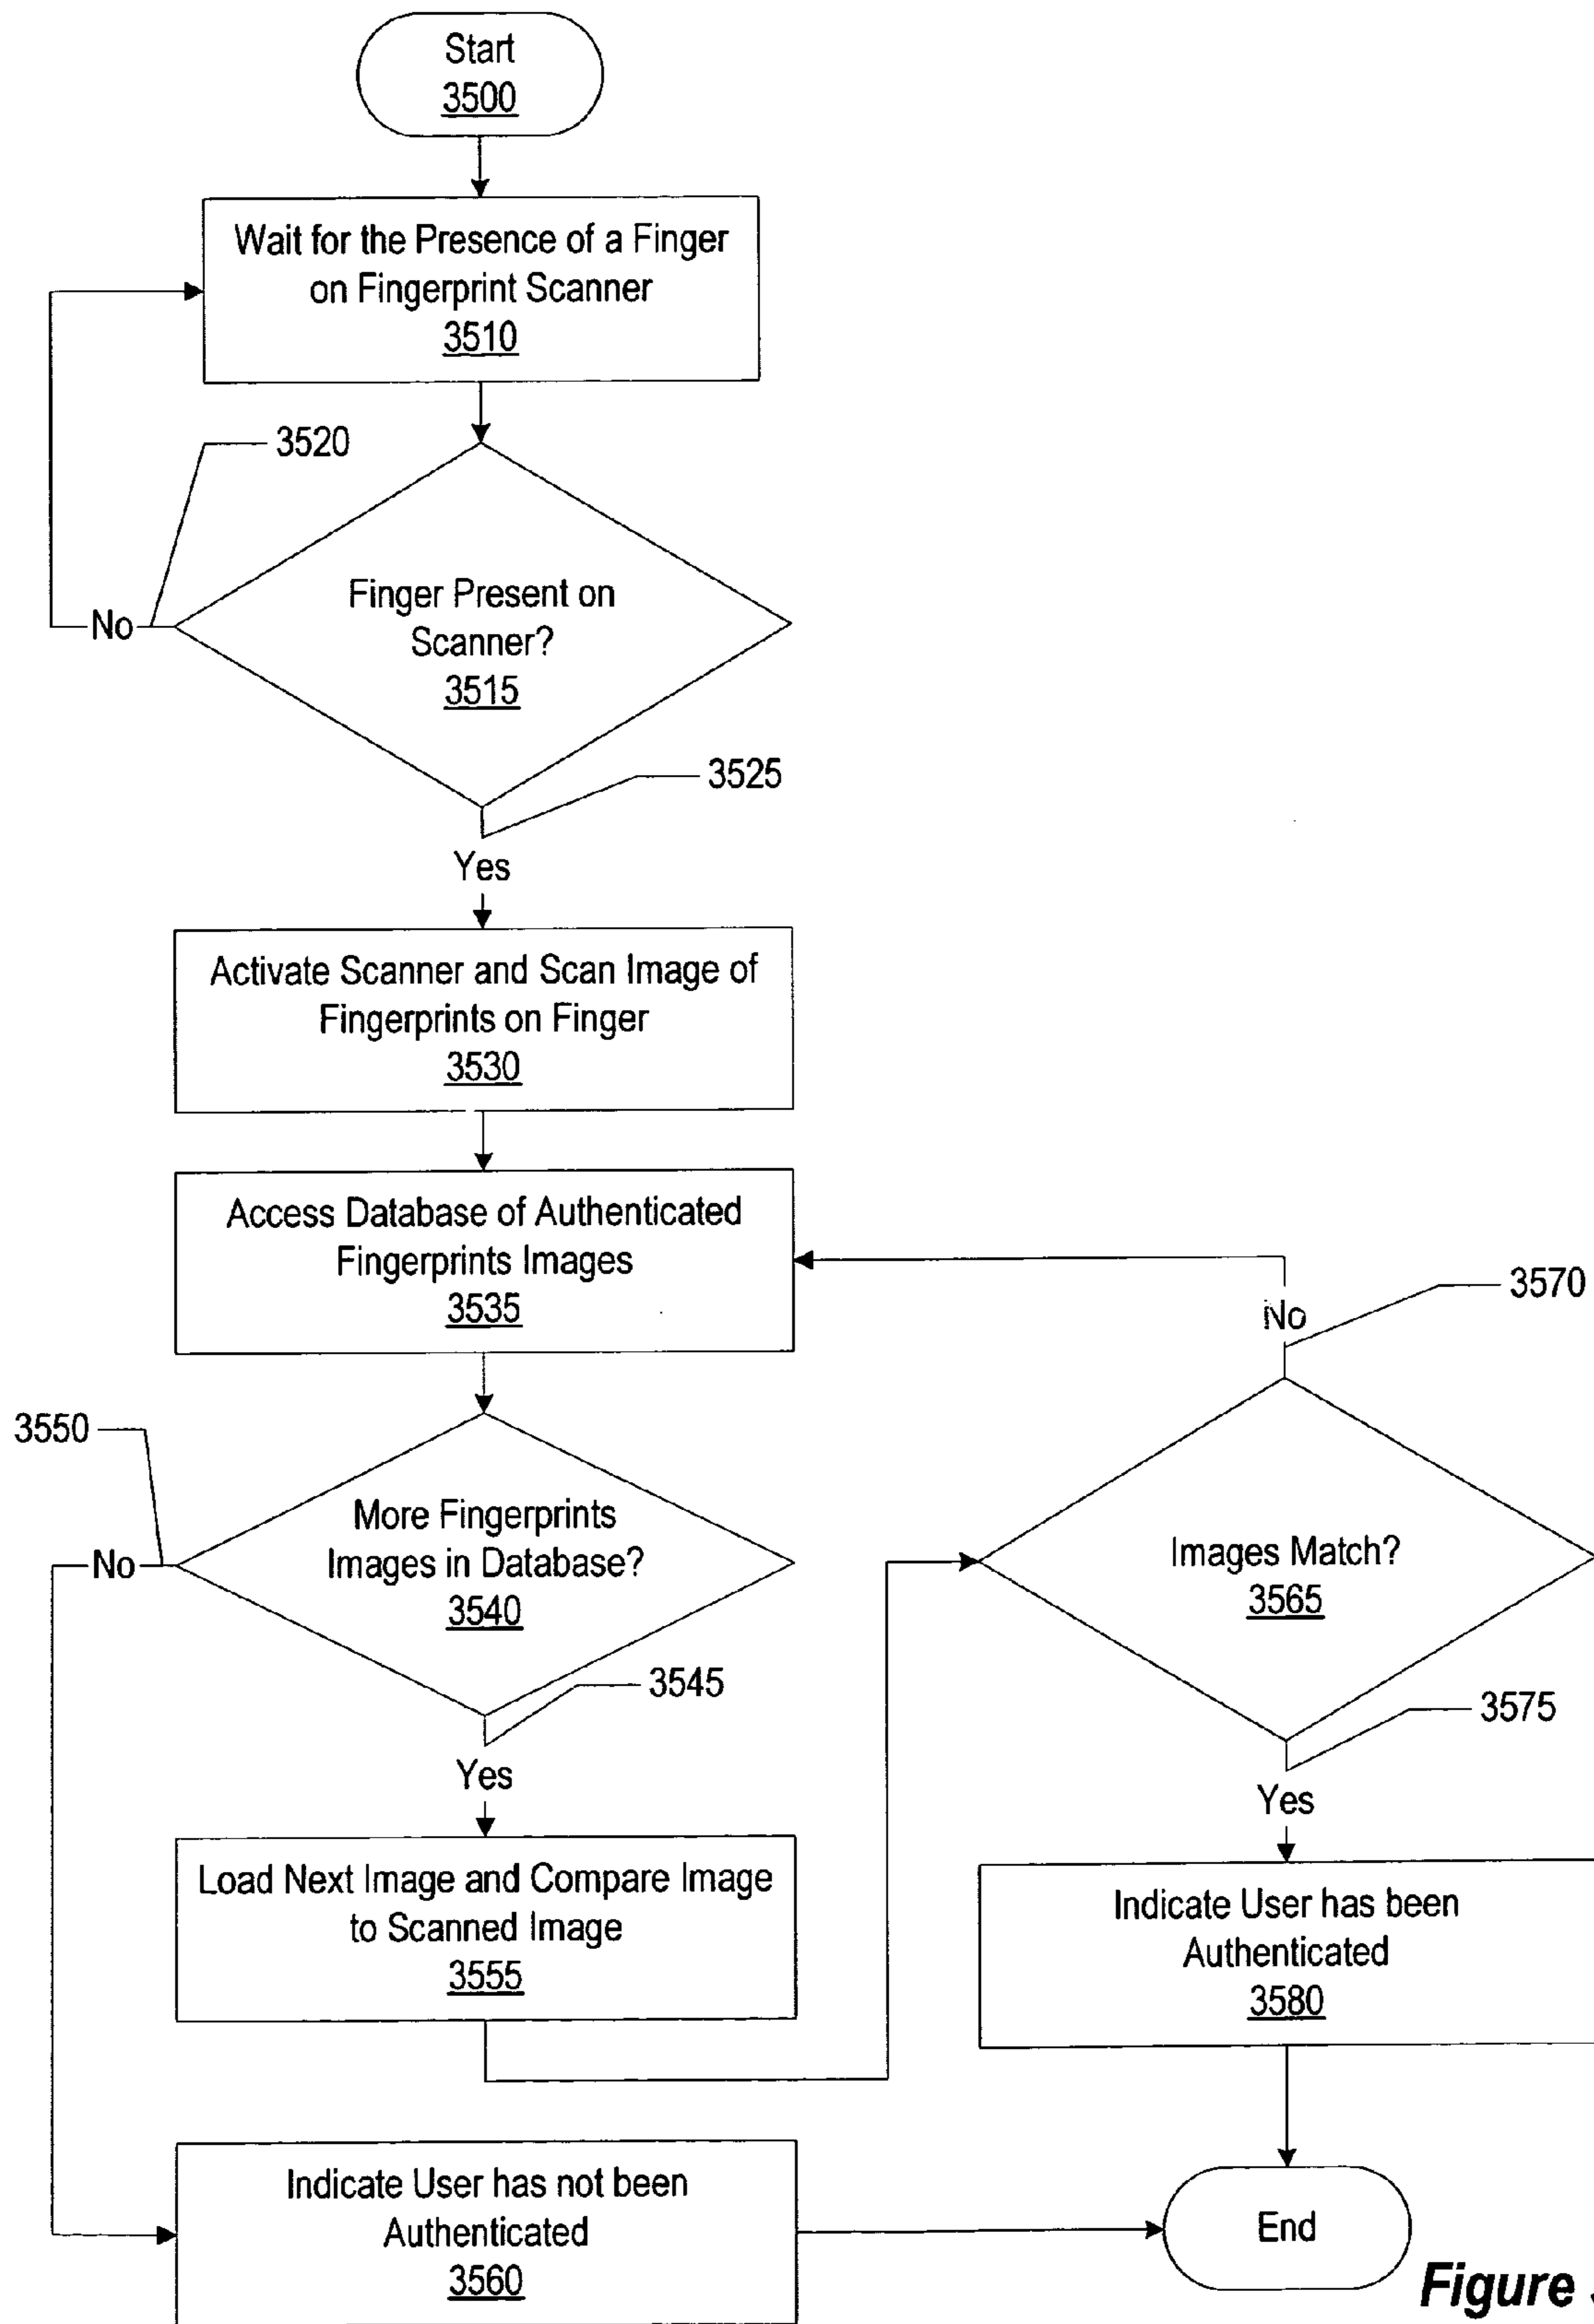 Start
3500
Wait for the Presence of a Finger
on Fingerprint Scanner
3510
3520
No
Finger Present on
Scanner?
3515
3525
Yes
Activate Scanner and Scan Image of
Fingerprints on Finger
3530
Access Database of Authenticated
Fingerprints Images
3535
No
3570
3550
No
More Fingerprints
Images in Database?
3540
Images Match?
3565
3545
Yes
3575
Yes
Load Next Image and Compare Image
to Scanned Image
3555
Indicate User has been
Authenticated
3580
Indicate User has not been
Authenticated
3560
End
Figure